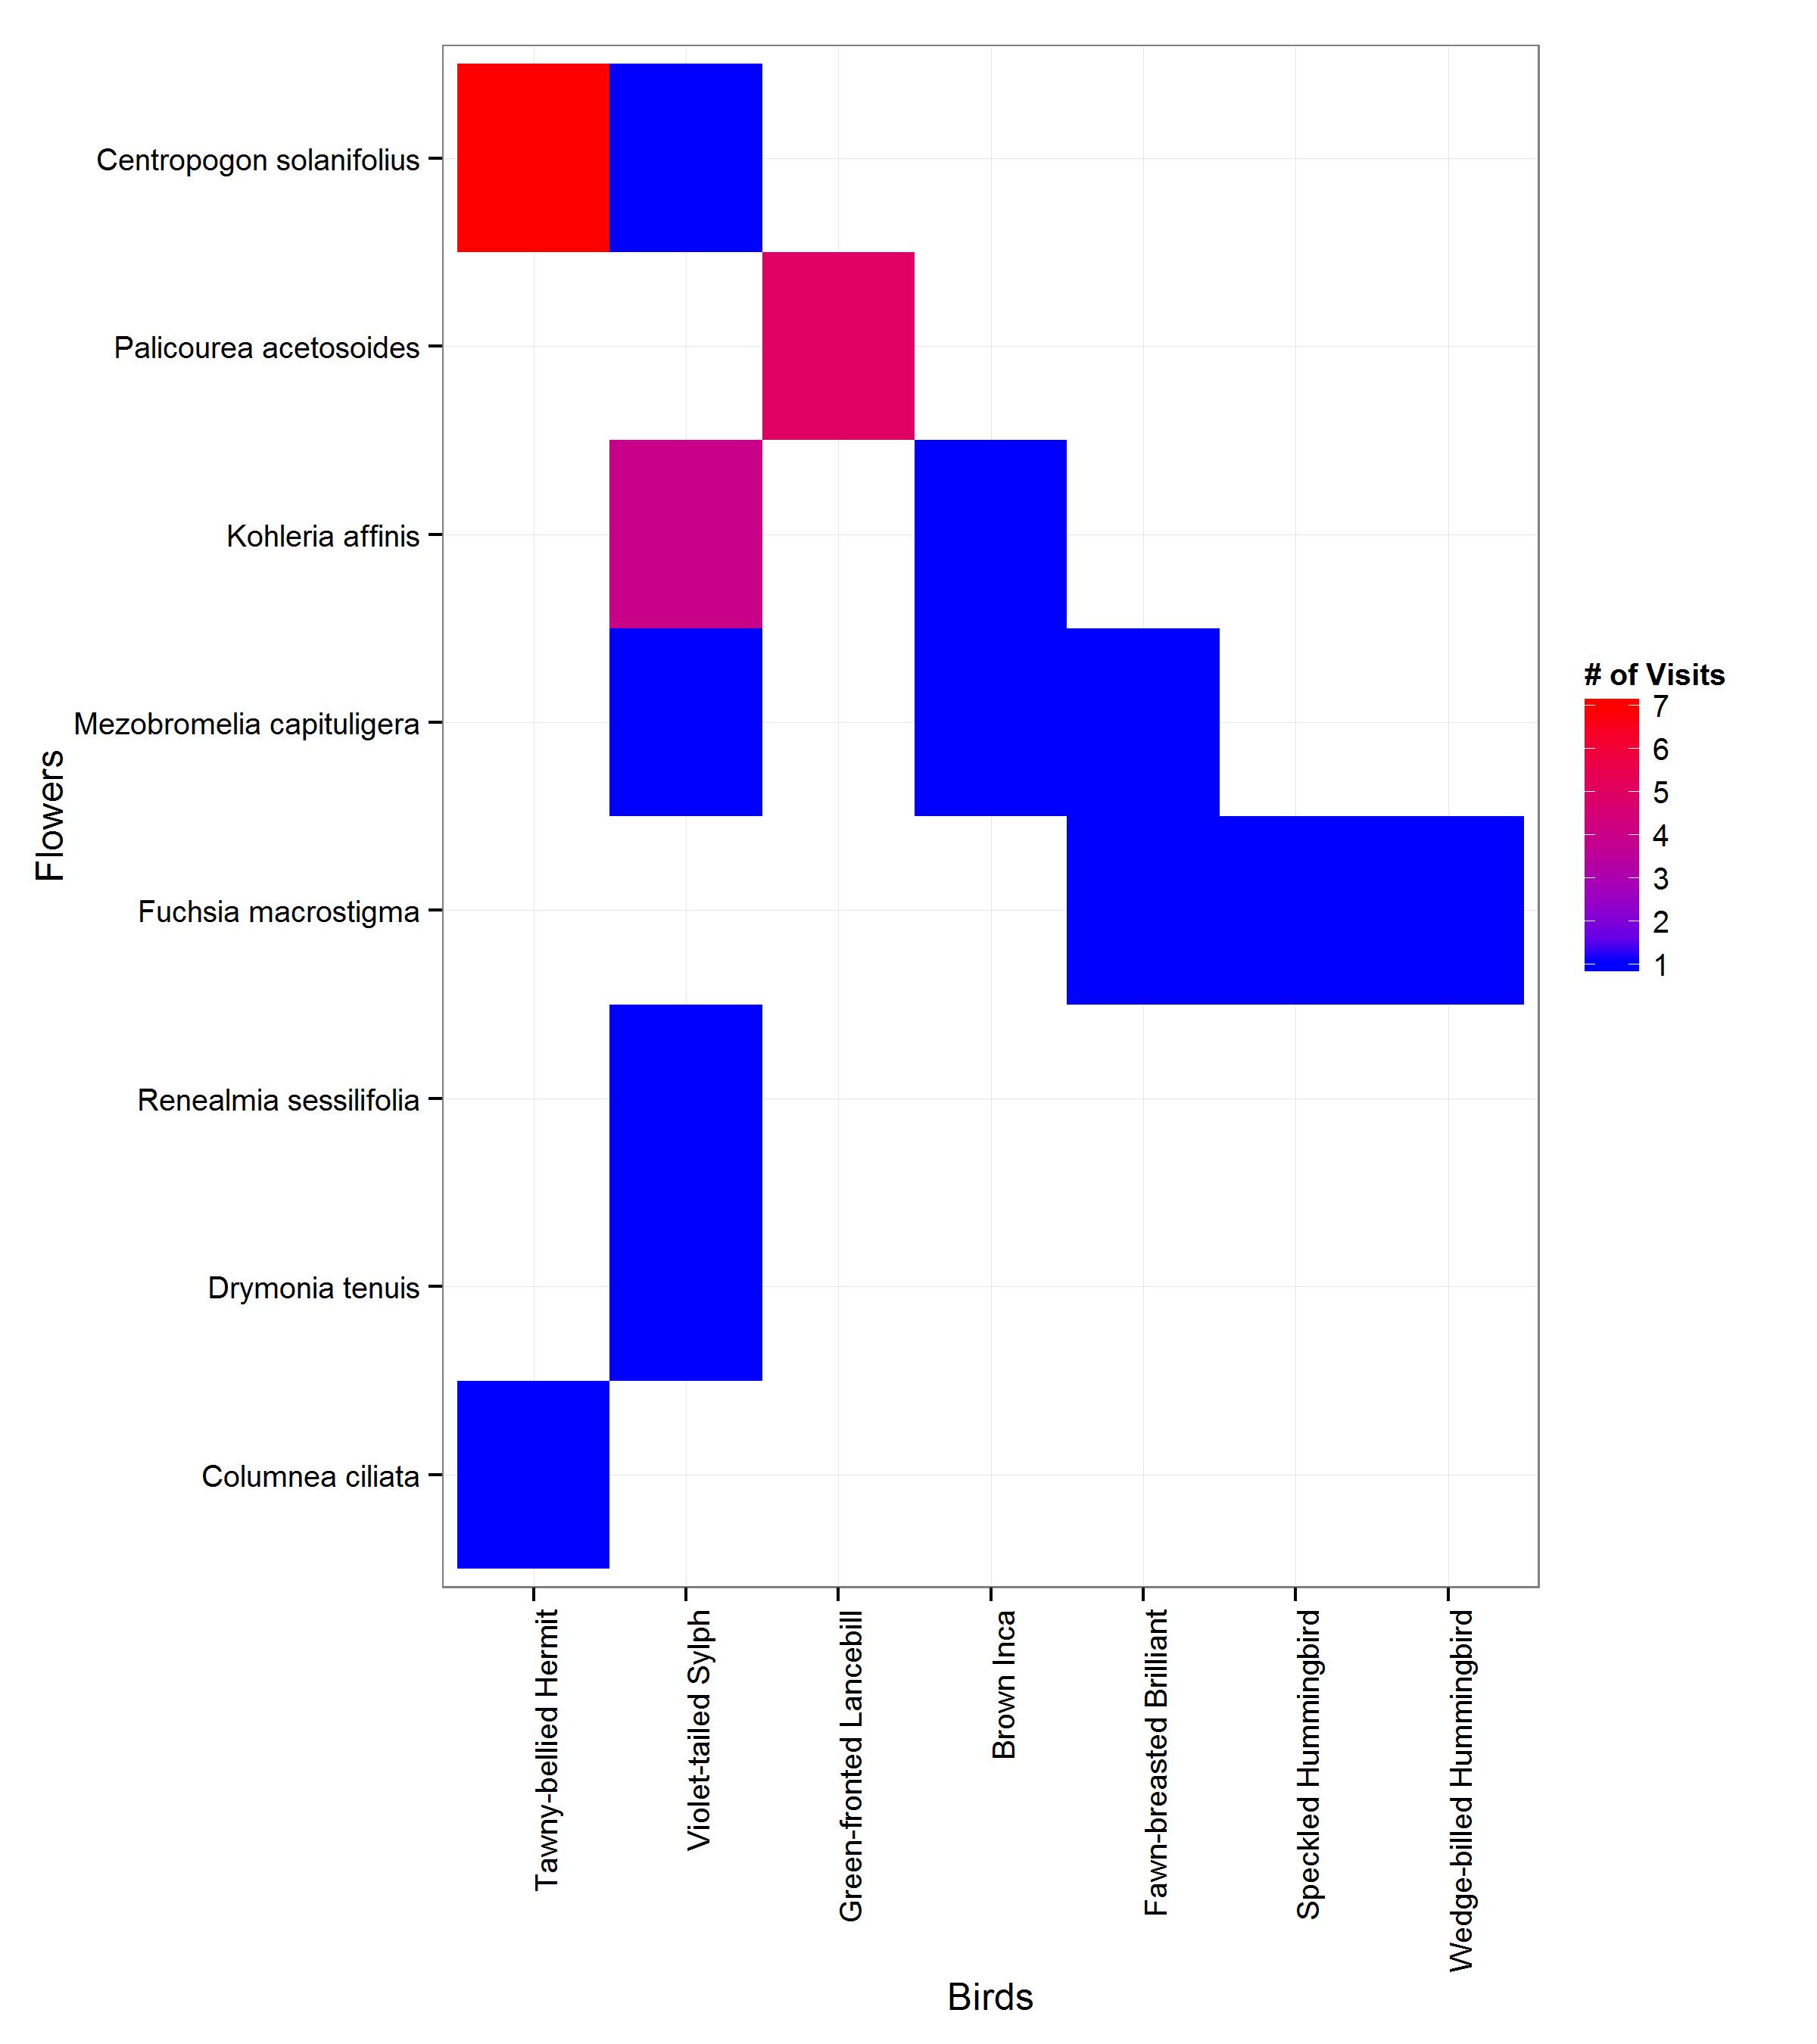 Centropogon solanifolius
Palicourea acetosoides
Kohleria affinis
Mezobromelia capituligera
Fuchsia macrostigma
Renealmia sessilifolia
Drymonia tenuis
Columnea ciliata
Flowers
Tawny-bellied Hermit
Violet-tailed Sylph
Green-fronted Lancebill
Brown Inca
Fawn-breasted Brilliant
Speckled Hummingbird
Wedge-billed Hummingbird
Birds
# of Visits
7
6
5
4
3
2
1